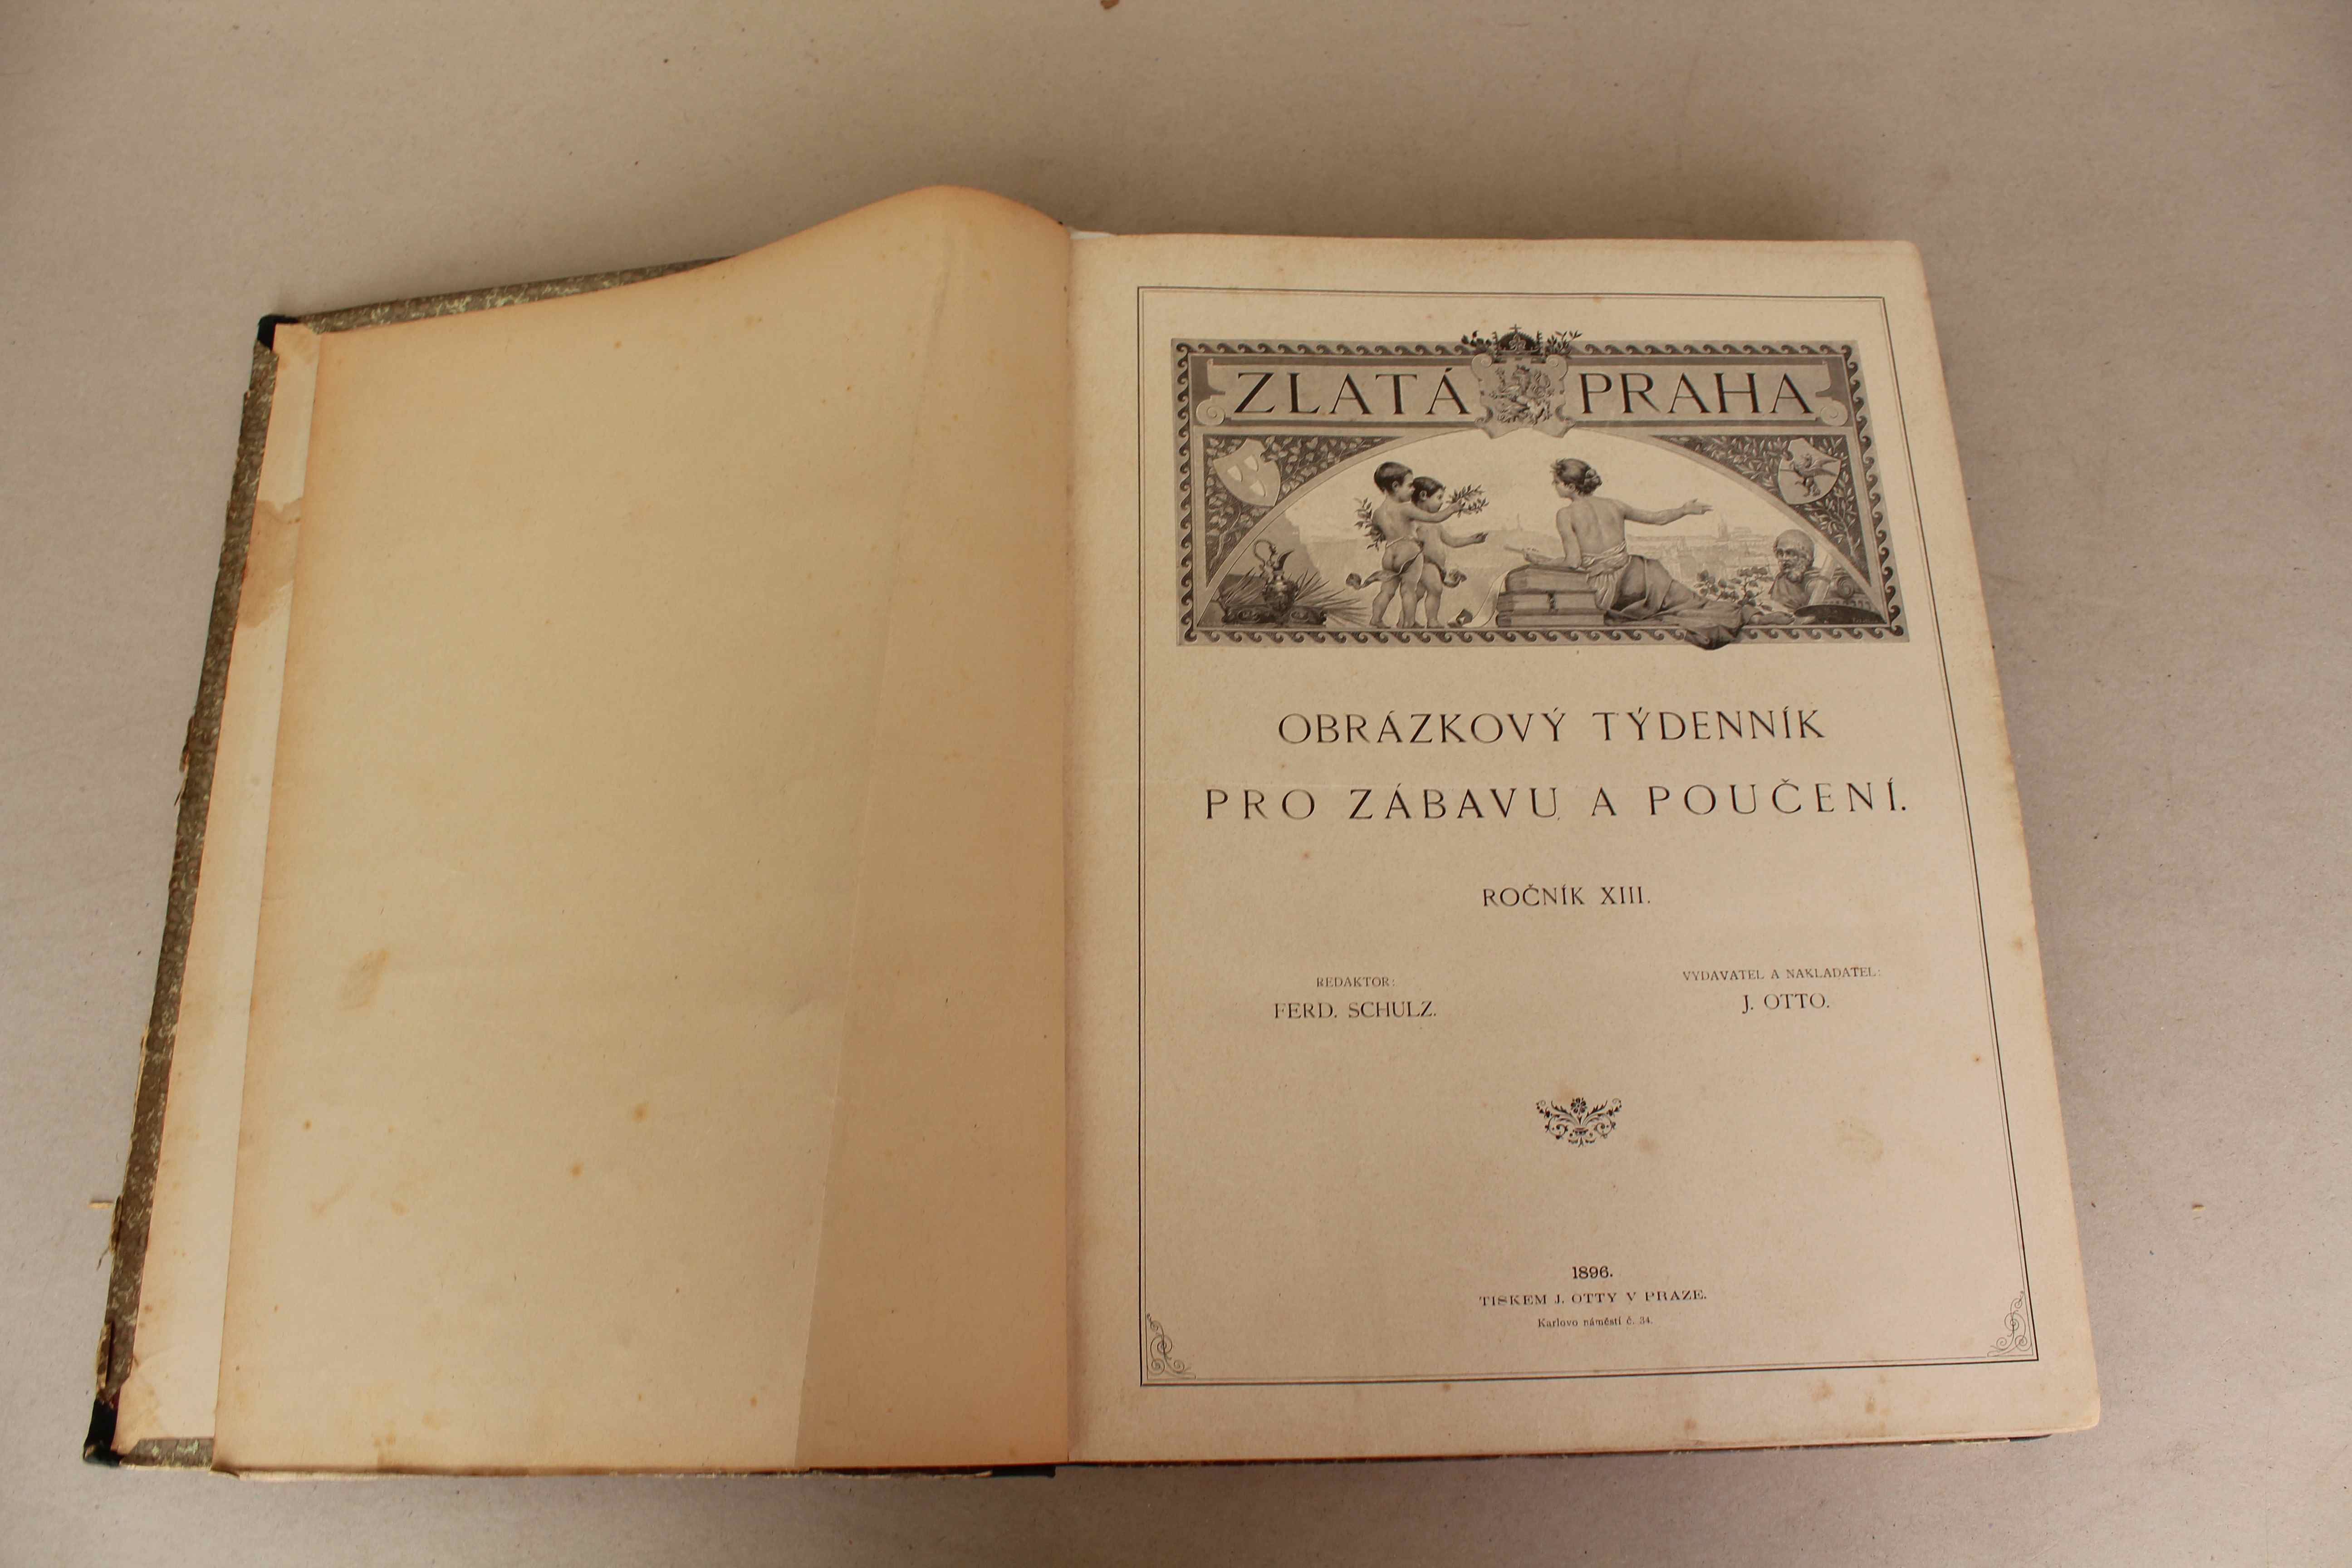 ZLATÁ PRAHA
OBRÁZKOVÝ TÝDENNÍK
PRO ZÁBAVU A POUČENÍ.
ROČNÍK XIII.
REDAKTOR:
FERD. SCHULZ.
VYDAVATEL A NAKLADATEL:
J. OTTO.
1896.
TISKEM J. OTTY V PRAZE.
Karlovo náměstí č. 34.